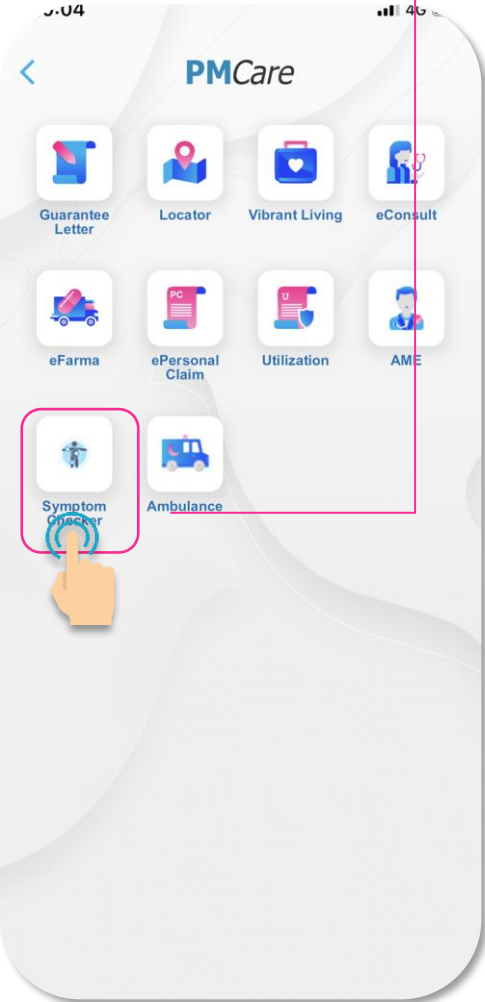 4G
PMCare
Guarantee
Letter
Locator
Vibrant Living
eConsult
PC
U
eFarma
ePersonal
Claim
Utilization
AME
Symptom
Checker
Ambulance